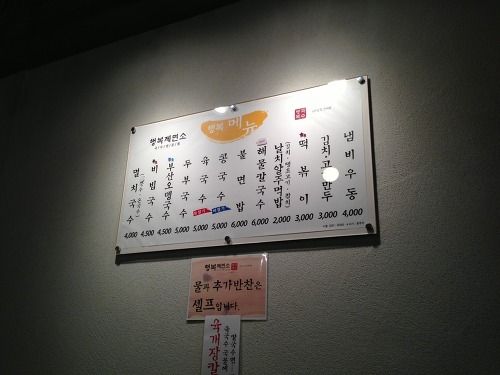 행복제면소
행복 메뉴
멸치국수
4,000
비빔국수
4,500
부산오뎅국수
4,500
두부국수
5,000
육국수
5,000
콩국수
5,000
불면
밥
6,000
해물칼국수
6,000
날치알주먹밥
2,000
떡볶이
3,000
김치·고기만두
3,000
냄비우동
4,000
행복제면소
물과 추가반찬은
셀프입니다.
육개장칼